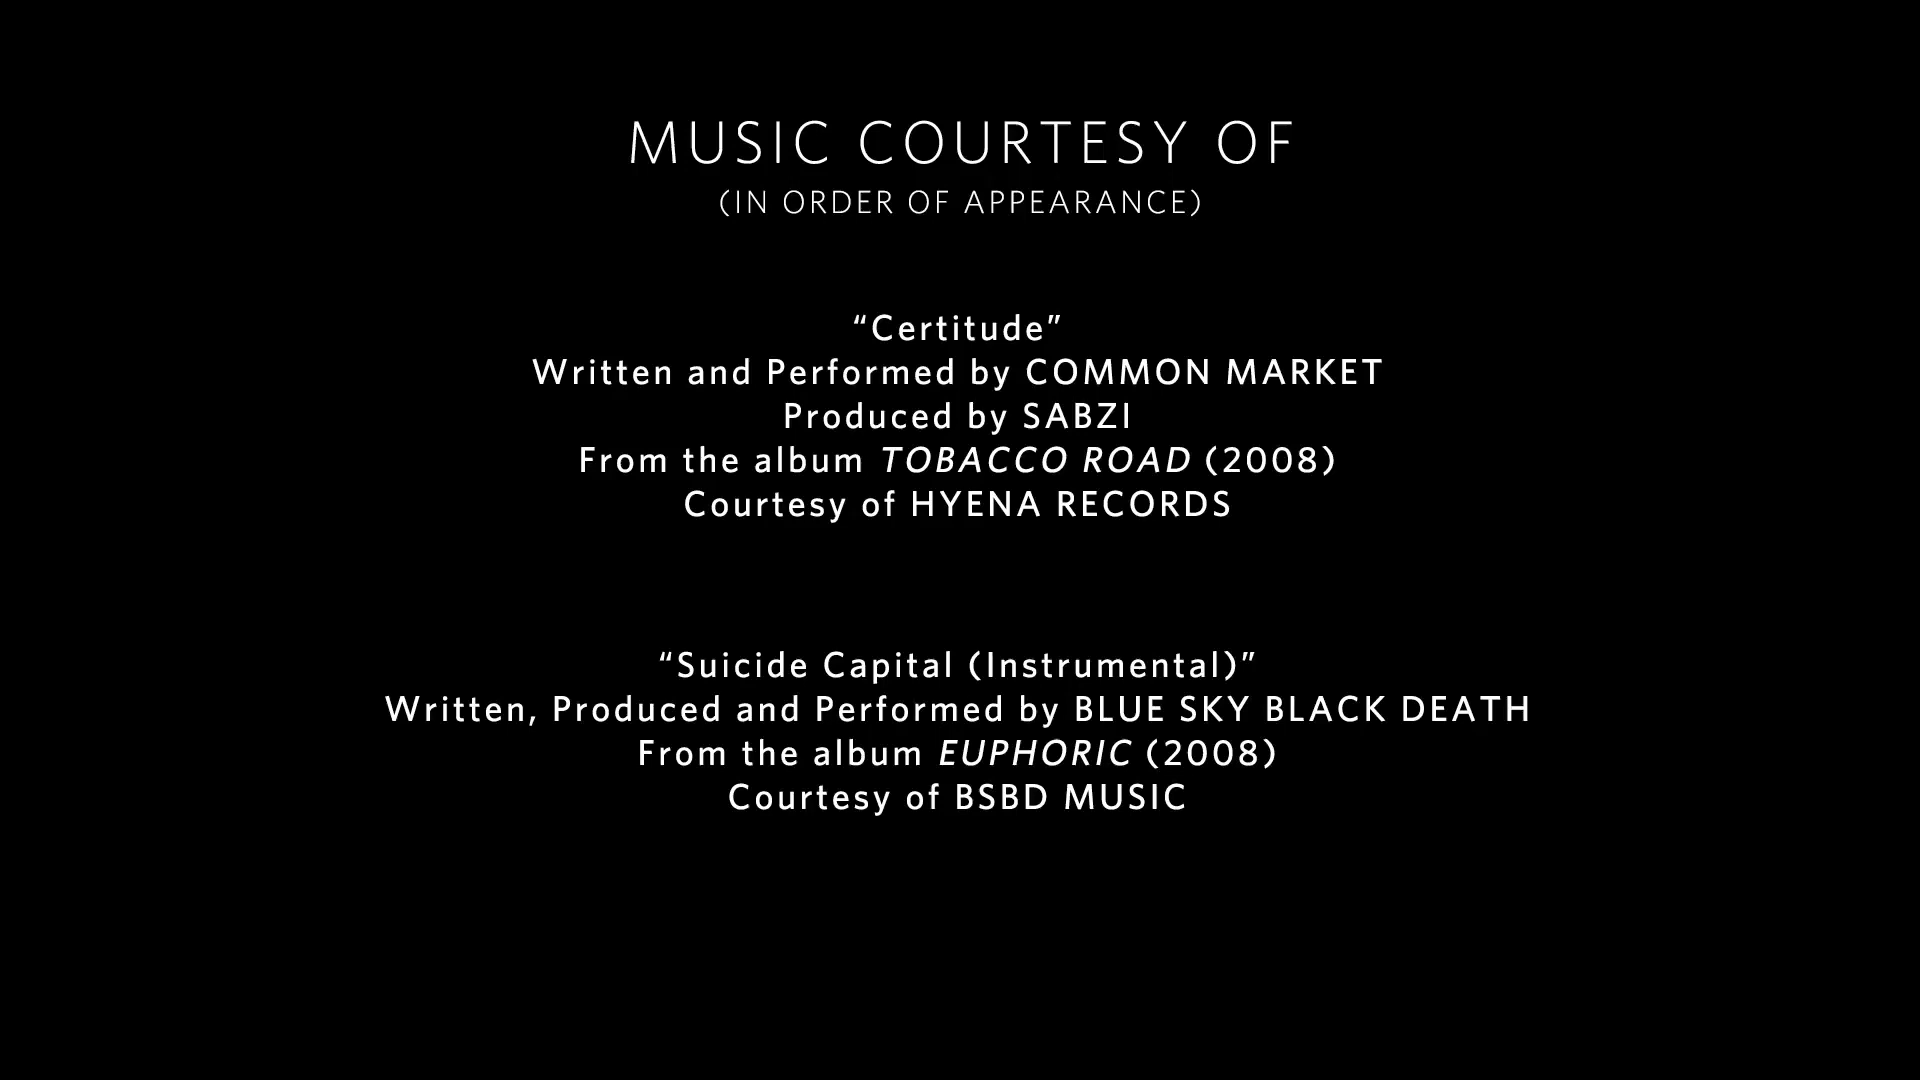 MUSIC COURTESY OF
(IN ORDER OF APPEARANCE)
“Certitude”
Written and Performed by COMMON MARKET
Produced by SABZI
From the album TOBACCO ROAD (2008)
Courtesy of HYENA RECORDS
“Suicide Capital (Instrumental)”
Written, Produced and Performed by BLUE SKY BLACK DEATH
From the album EUPHORIC (2008)
Courtesy of BSBD MUSIC